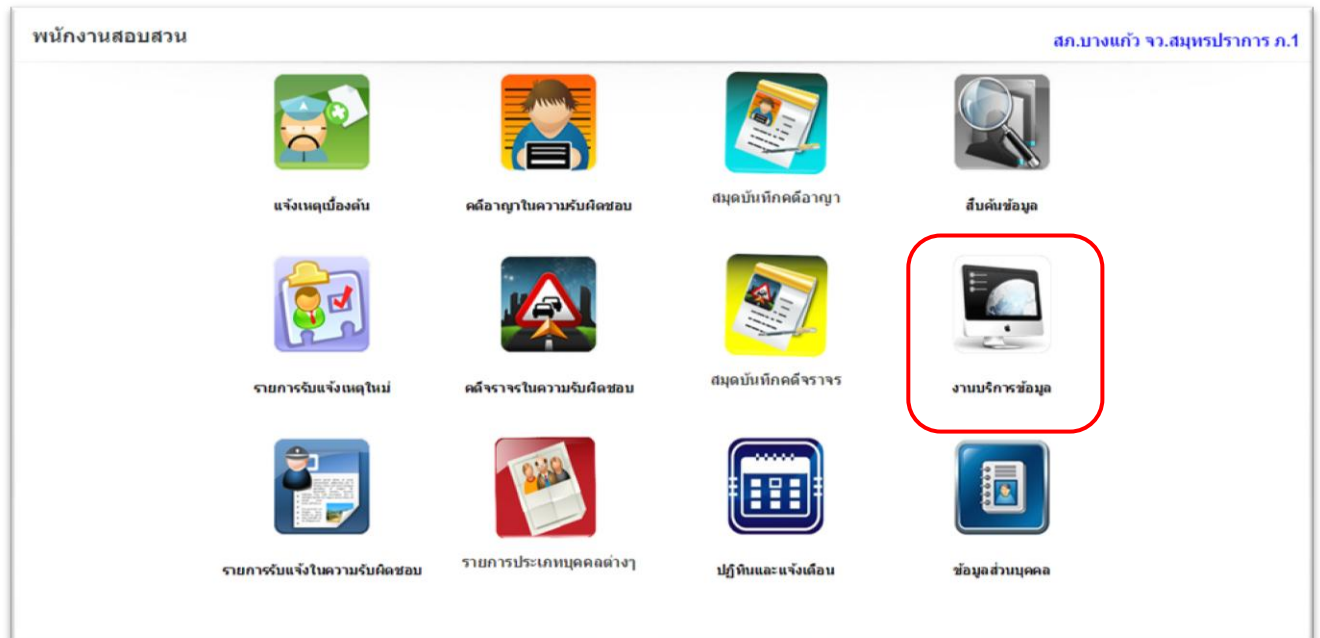 พนักงานสอบสวน
สภ.บางแก้ว จว.สมุทรปราการ ภ.1
แจ้งเหตุเบื้องต้น
คดีอาญาในความรับผิดชอบ
สมุดบันทึกคดีอาญา
สืบค้นข้อมูล
รายการรับแจ้งเหตุใหม่
คดีจราจรในความรับผิดชอบ
สมุดบันทึกคดีจราจร
งานบริการข้อมูล
รายการรับแจ้งในความรับผิดชอบ
รายการประเภทบุคคลต่างๆ
ปฏิทินและแจ้งเตือน
ข้อมูลส่วนบุคคล